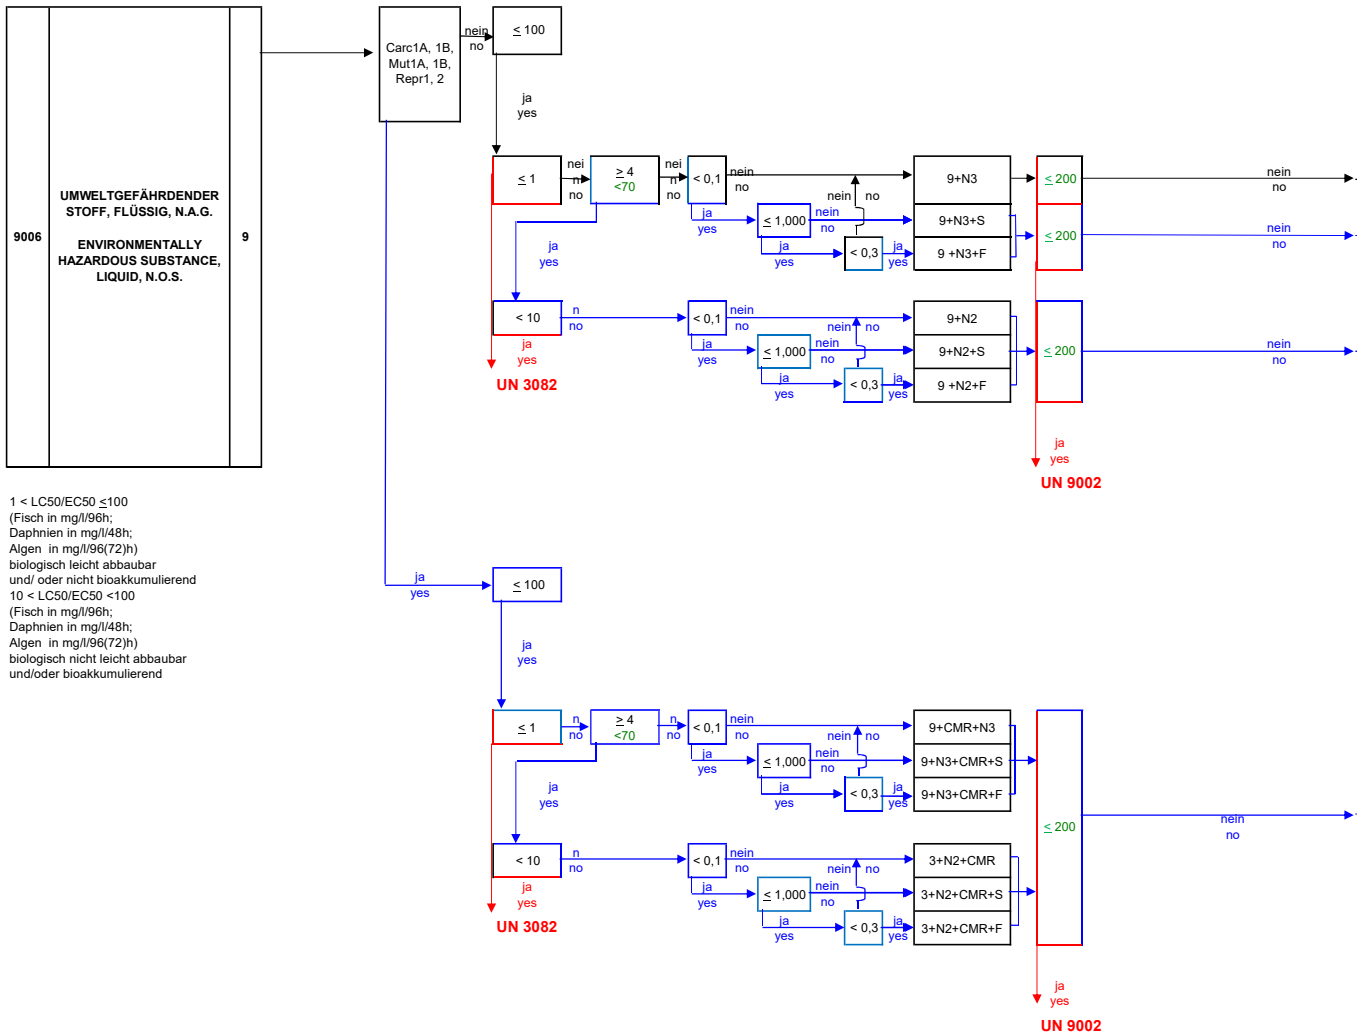 9006
UMWELTGEFÄHRDENDER
STOFF, FLÜSSIG, N.A.G.
ENVIRONMENTALLY
HAZARDOUS SUBSTANCE,
LIQUID, N.O.S.
9
Carc1A, 1B,
Mut1A, 1B,
Repr1, 2
nein
no
≤ 100
ja
yes
≤ 1
nei
n
no
≥ 4
<70
nei
n
no
< 0,1
nein
no
9+N3
≤ 200
nein
no
ja
yes
≤ 1,000
nein
no
no
9+N3+S
≤ 200
nein
no
ja
yes
< 0,3
ja
yes
9 +N3+F
ja
yes
< 10
n
no
< 0,1
nein
no
nein
no
9+N2
ja
yes
≤ 1,000
nein
no
9+N2+S
≤ 200
nein
no
ja
yes
< 0,3
ja
yes
9 +N2+F
ja
yes
UN 3082
ja
yes
UN 9002
1 < LC50/EC50 ≤100
(Fisch in mg/l/96h;
Daphnien in mg/l/48h;
Algen in mg/l/96(72)h)
biologisch leicht abbaubar
und/ oder nicht bioakkumulierend
10 < LC50/EC50 <100
(Fisch in mg/l/96h;
Daphnien in mg/l/48h;
Algen in mg/l/96(72)h)
biologisch nicht leicht abbaubar
und/oder bioakkumulierend
ja
yes
≤ 100
ja
yes
≤ 1
n
no
≥ 4
<70
n
no
< 0,1
nein
no
nein
no
9+CMR+N3
ja
yes
≤ 1,000
nein
no
9+N3+CMR+S
ja
yes
< 0,3
ja
yes
9+N3+CMR+F
ja
yes
≤ 200
nein
no
< 10
n
no
< 0,1
nein
no
nein
no
3+N2+CMR
ja
yes
≤ 1,000
nein
no
3+N2+CMR+S
ja
yes
< 0,3
ja
yes
3+N2+CMR+F
ja
yes
UN 3082
ja
yes
UN 9002